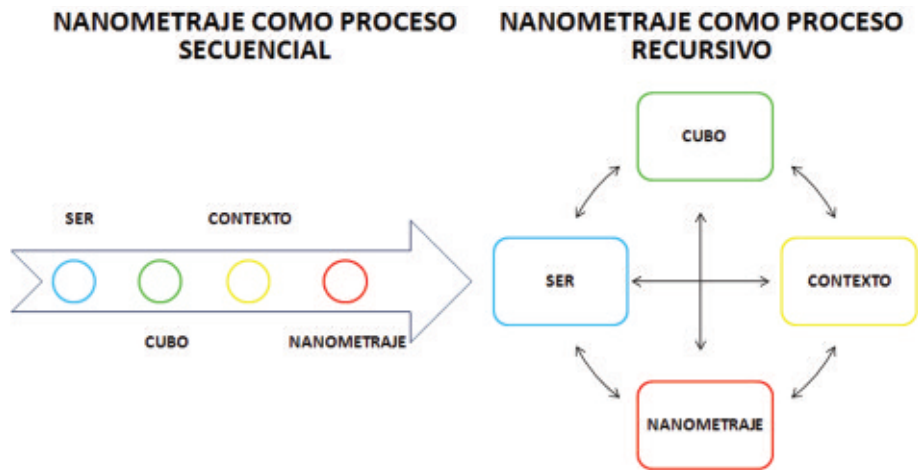 NANOMETRAJE COMO PROCESO
SECUENCIAL
SER
CONTEXTO
CUBO
NANOMETRAJE
NANOMETRAJE COMO PROCESO
RECURSIVO
CUBO
SER
CONTEXTO
NANOMETRAJE